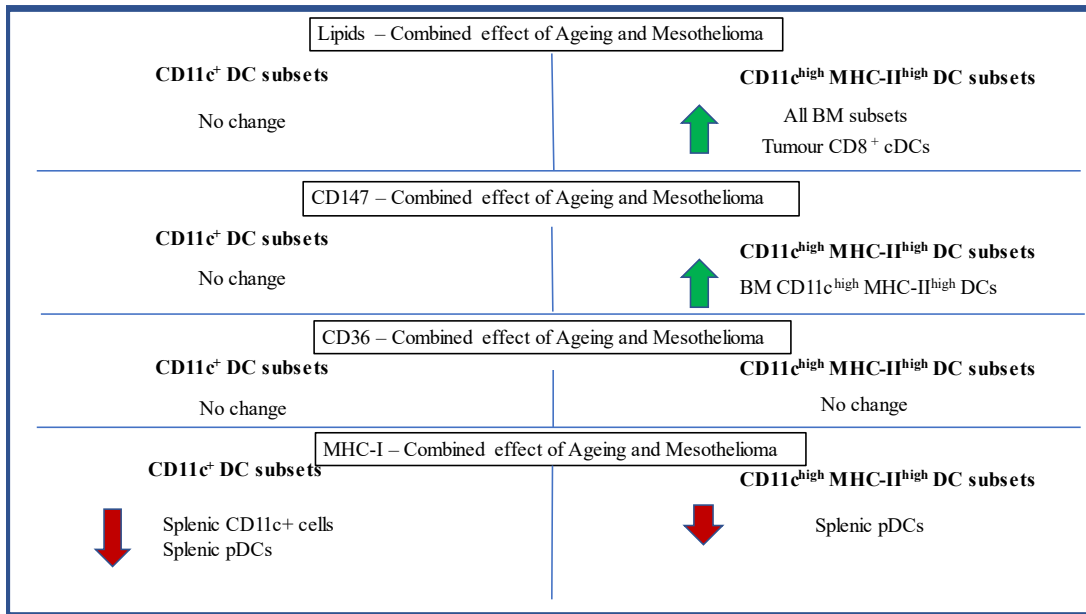 Lipids – Combined effect of Ageing and Mesothelioma
CD11c⁺ DC subsets
No change
CD11cʰⁱᵍʰ MHC-IIʰⁱᵍʰ DC subsets
All BM subsets
Tumour CD8⁺ cDCs
CD147 – Combined effect of Ageing and Mesothelioma
CD11c⁺ DC subsets
No change
CD11cʰⁱᵍʰ MHC-IIʰⁱᵍʰ DC subsets
BM CD11cʰⁱᵍʰ MHC-IIʰⁱᵍʰ DCs
CD36 – Combined effect of Ageing and Mesothelioma
CD11c⁺ DC subsets
No change
CD11cʰⁱᵍʰ MHC-IIʰⁱᵍʰ DC subsets
No change
MHC-I – Combined effect of Ageing and Mesothelioma
CD11c⁺ DC subsets
Splenic CD11c+ cells
Splenic pDCs
CD11cʰⁱᵍʰ MHC-IIʰⁱᵍʰ DC subsets
Splenic pDCs